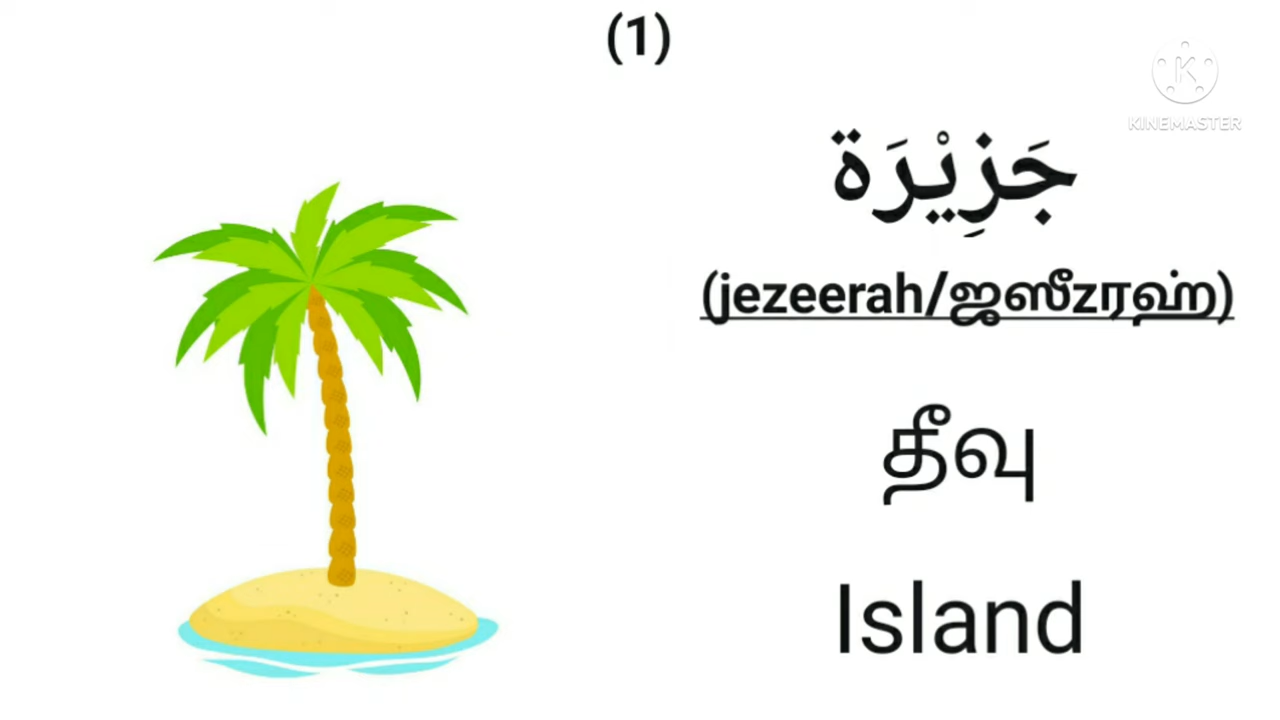 (1)
KINEMASTER
جَزِيْرَة
(jezeerah/ஜஸீzரஹ்)
தீவு
Island